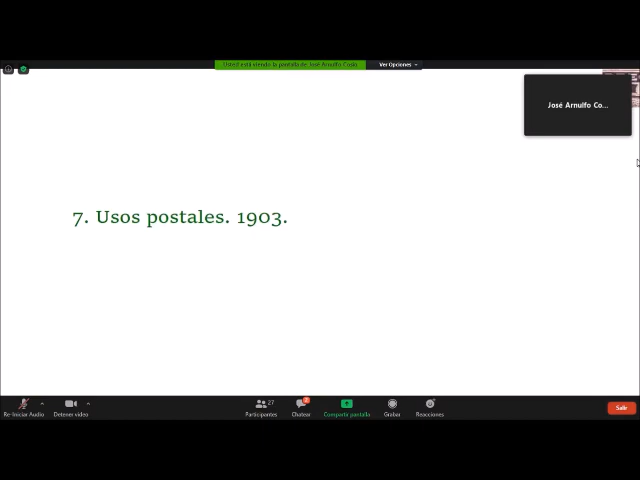 Usted está viendo la pantalla de José Arnulfo Cosío
Ver Opciones
José Arnulfo Co...
7. Usos postales. 1903.
Re-Iniciar Audio
Detener video
27
Participantes
Chatear
Compartir pantalla
Grabar
Reacciones
Salir